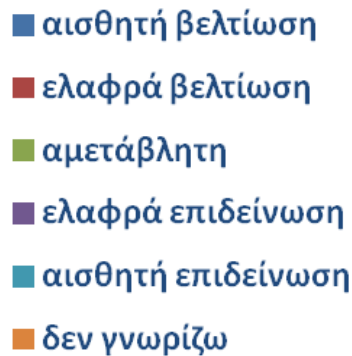 αισθητή βελτίωση
ελαφρά βελτίωση
αμετάβλητη
ελαφρά επιδείνωση
αισθητή επιδείνωση
δεν γνωρίζω